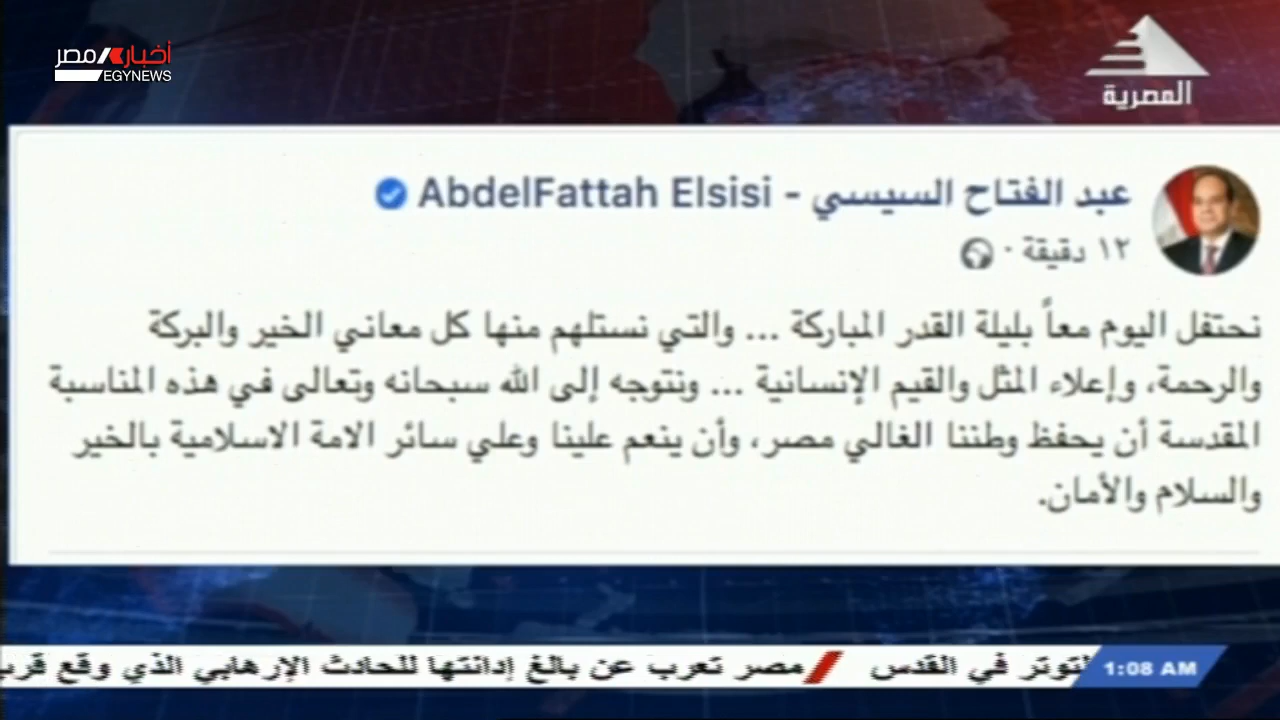 أخبار مصر
EGYNEWS
المصرية
عبد الفتاح السيسي - AbdelFattah Elsisi
١٢ دقيقة ·
نحتفل اليوم معاً بليلة القدر المباركة ... والتي نستلهم منها كل معاني الخير والبركة
والرحمة، وإعلاء المثل والقيم الإنسانية ... ونتوجه إلى الله سبحانه وتعالى في هذه المناسبة
المقدسة أن يحفظ وطننا الغالي مصر، وأن ينعم علينا وعلي سائر الامة الاسلامية بالخير
والسلام والأمان.
1:08 AM
لتوتر في القدس / مصر تعرب عن بالغ إدانتها للحادث الإرهابي الذي وقع قرب